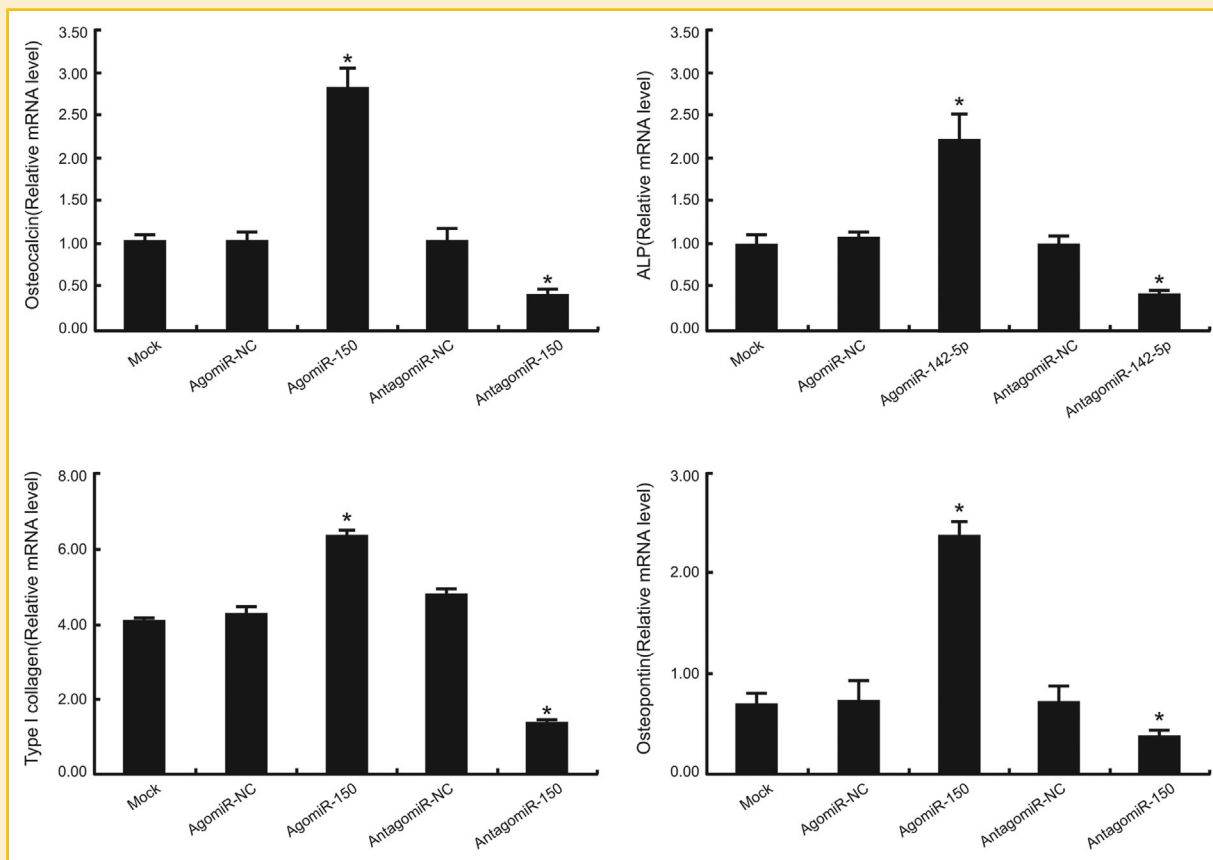 Osteocalcin(Relative mRNA level)
3.50
3.00
2.50
2.00
1.50
1.00
0.50
0.00
*
*
Mock
AgomiR-NC
AgomiR-150
AntagomiR-NC
AntagomiR-150
ALP(Relative mRNA level)
3.50
3.00
2.50
2.00
1.50
1.00
0.50
0.00
*
*
Mock
AgomiR-NC
AgomiR-142-5p
AntagomiR-NC
AntagomiR-142-5p
Type I collagen(Relative mRNA level)
8.00
6.00
4.00
2.00
0.00
*
*
Mock
AgomiR-NC
AgomiR-150
AntagomiR-NC
AntagomiR-150
Osteopontin(Relative mRNA level)
3.00
2.00
1.00
0.00
*
*
Mock
AgomiR-NC
AgomiR-150
AntagomiR-NC
AntagomiR-150